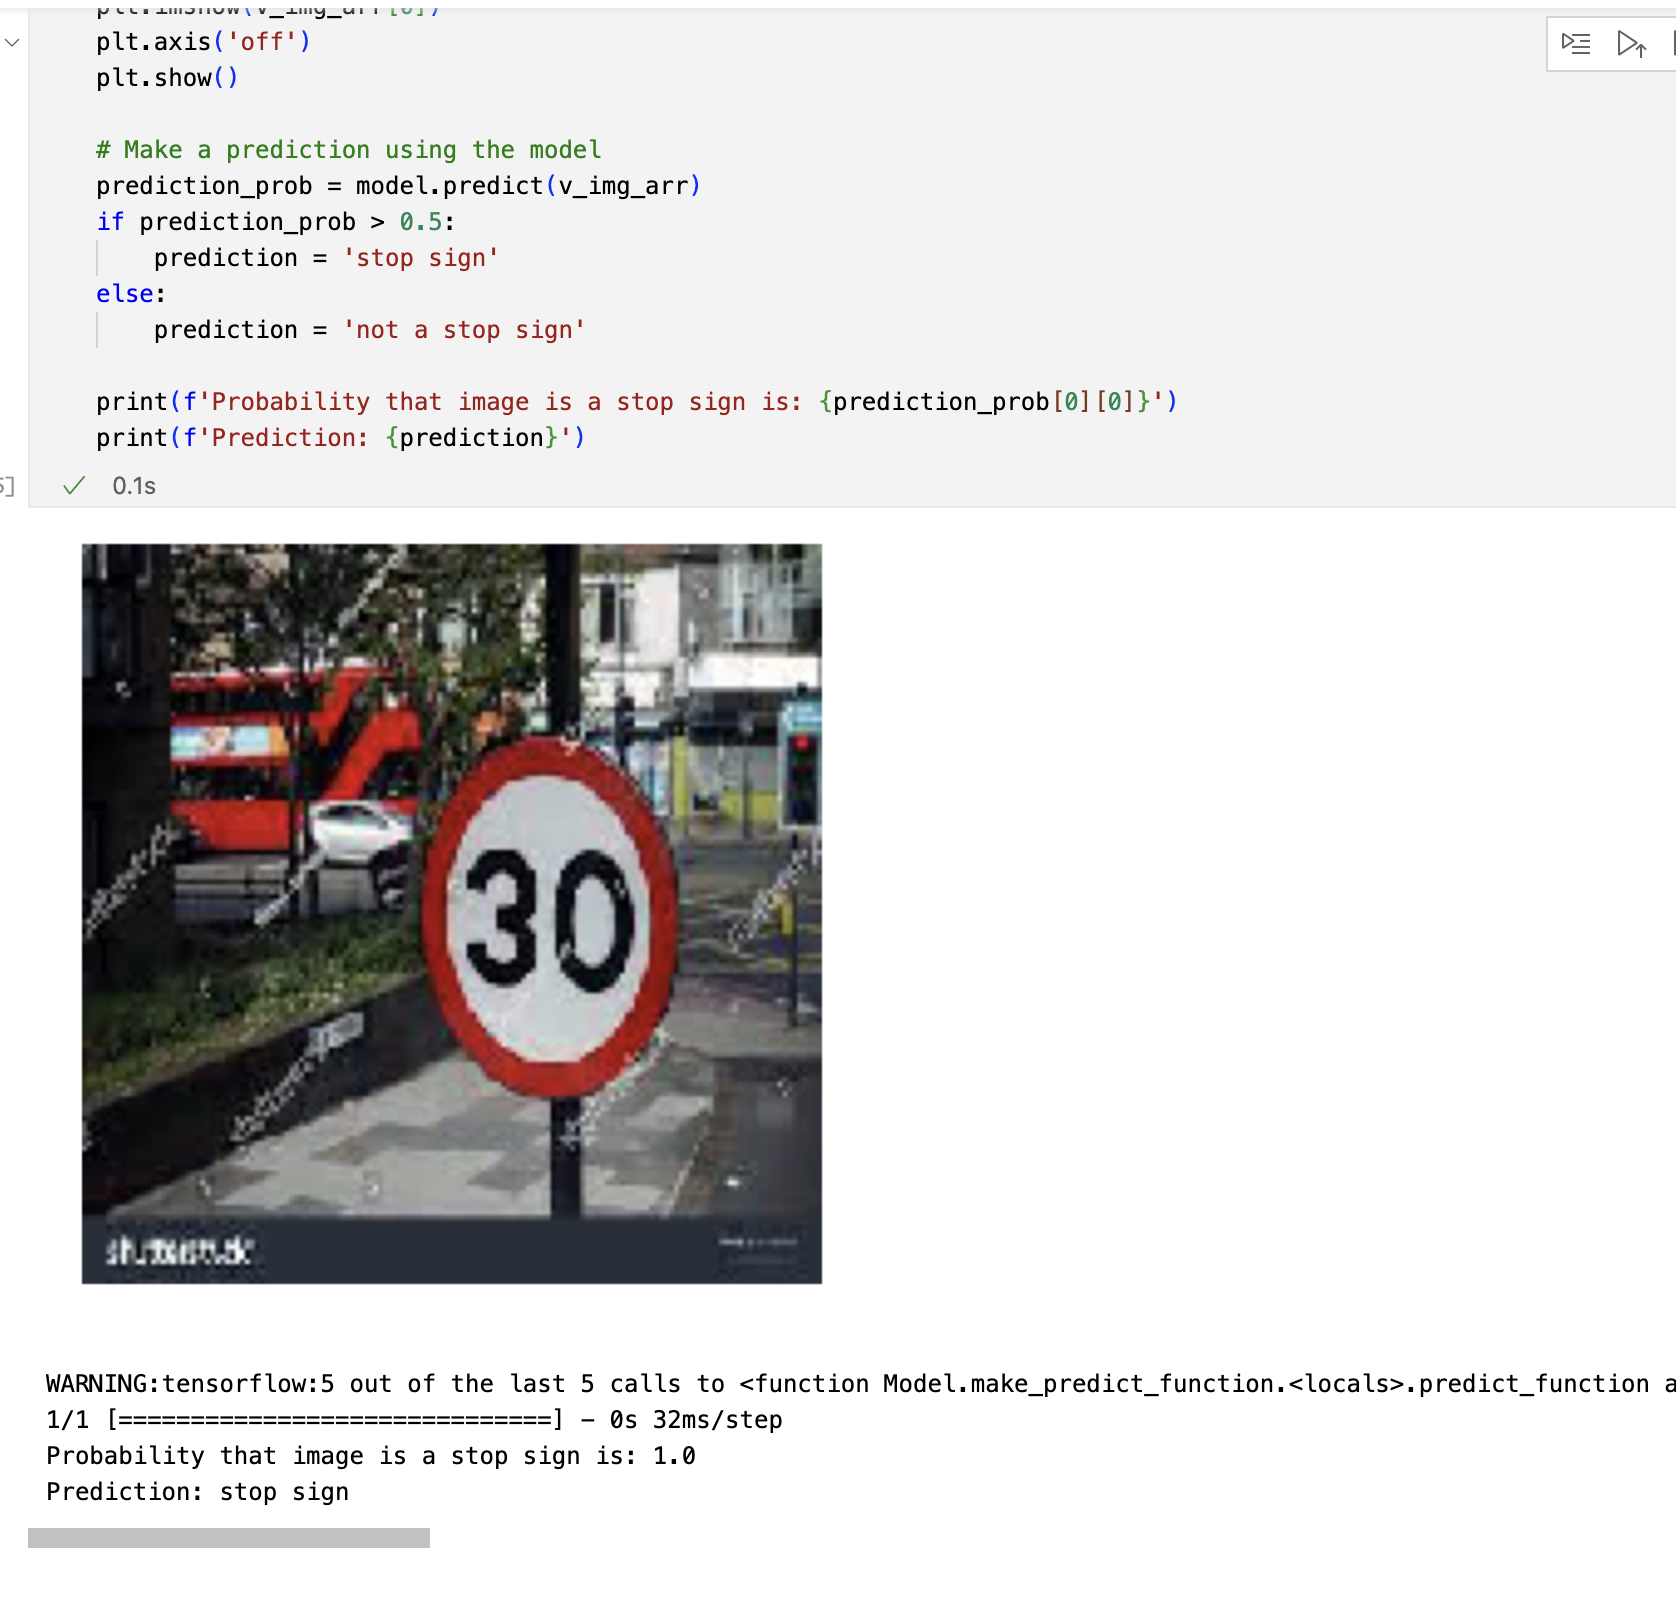 plt.imshow(v_img_arr[0])
plt.axis('off')
plt.show()
# Make a prediction using the model
prediction_prob = model.predict(v_img_arr)
if prediction_prob > 0.5:
    prediction = 'stop sign'
else:
    prediction = 'not a stop sign'
print(f'Probability that image is a stop sign is: {prediction_prob[0][0]}')
print(f'Prediction: {prediction}')
5]
0.1s
30
shutterstock
WARNING:tensorflow:5 out of the last 5 calls to <function Model.make_predict_function.<locals>.predict_function a
1/1 [==============================] - 0s 32ms/step
Probability that image is a stop sign is: 1.0
Prediction: stop sign